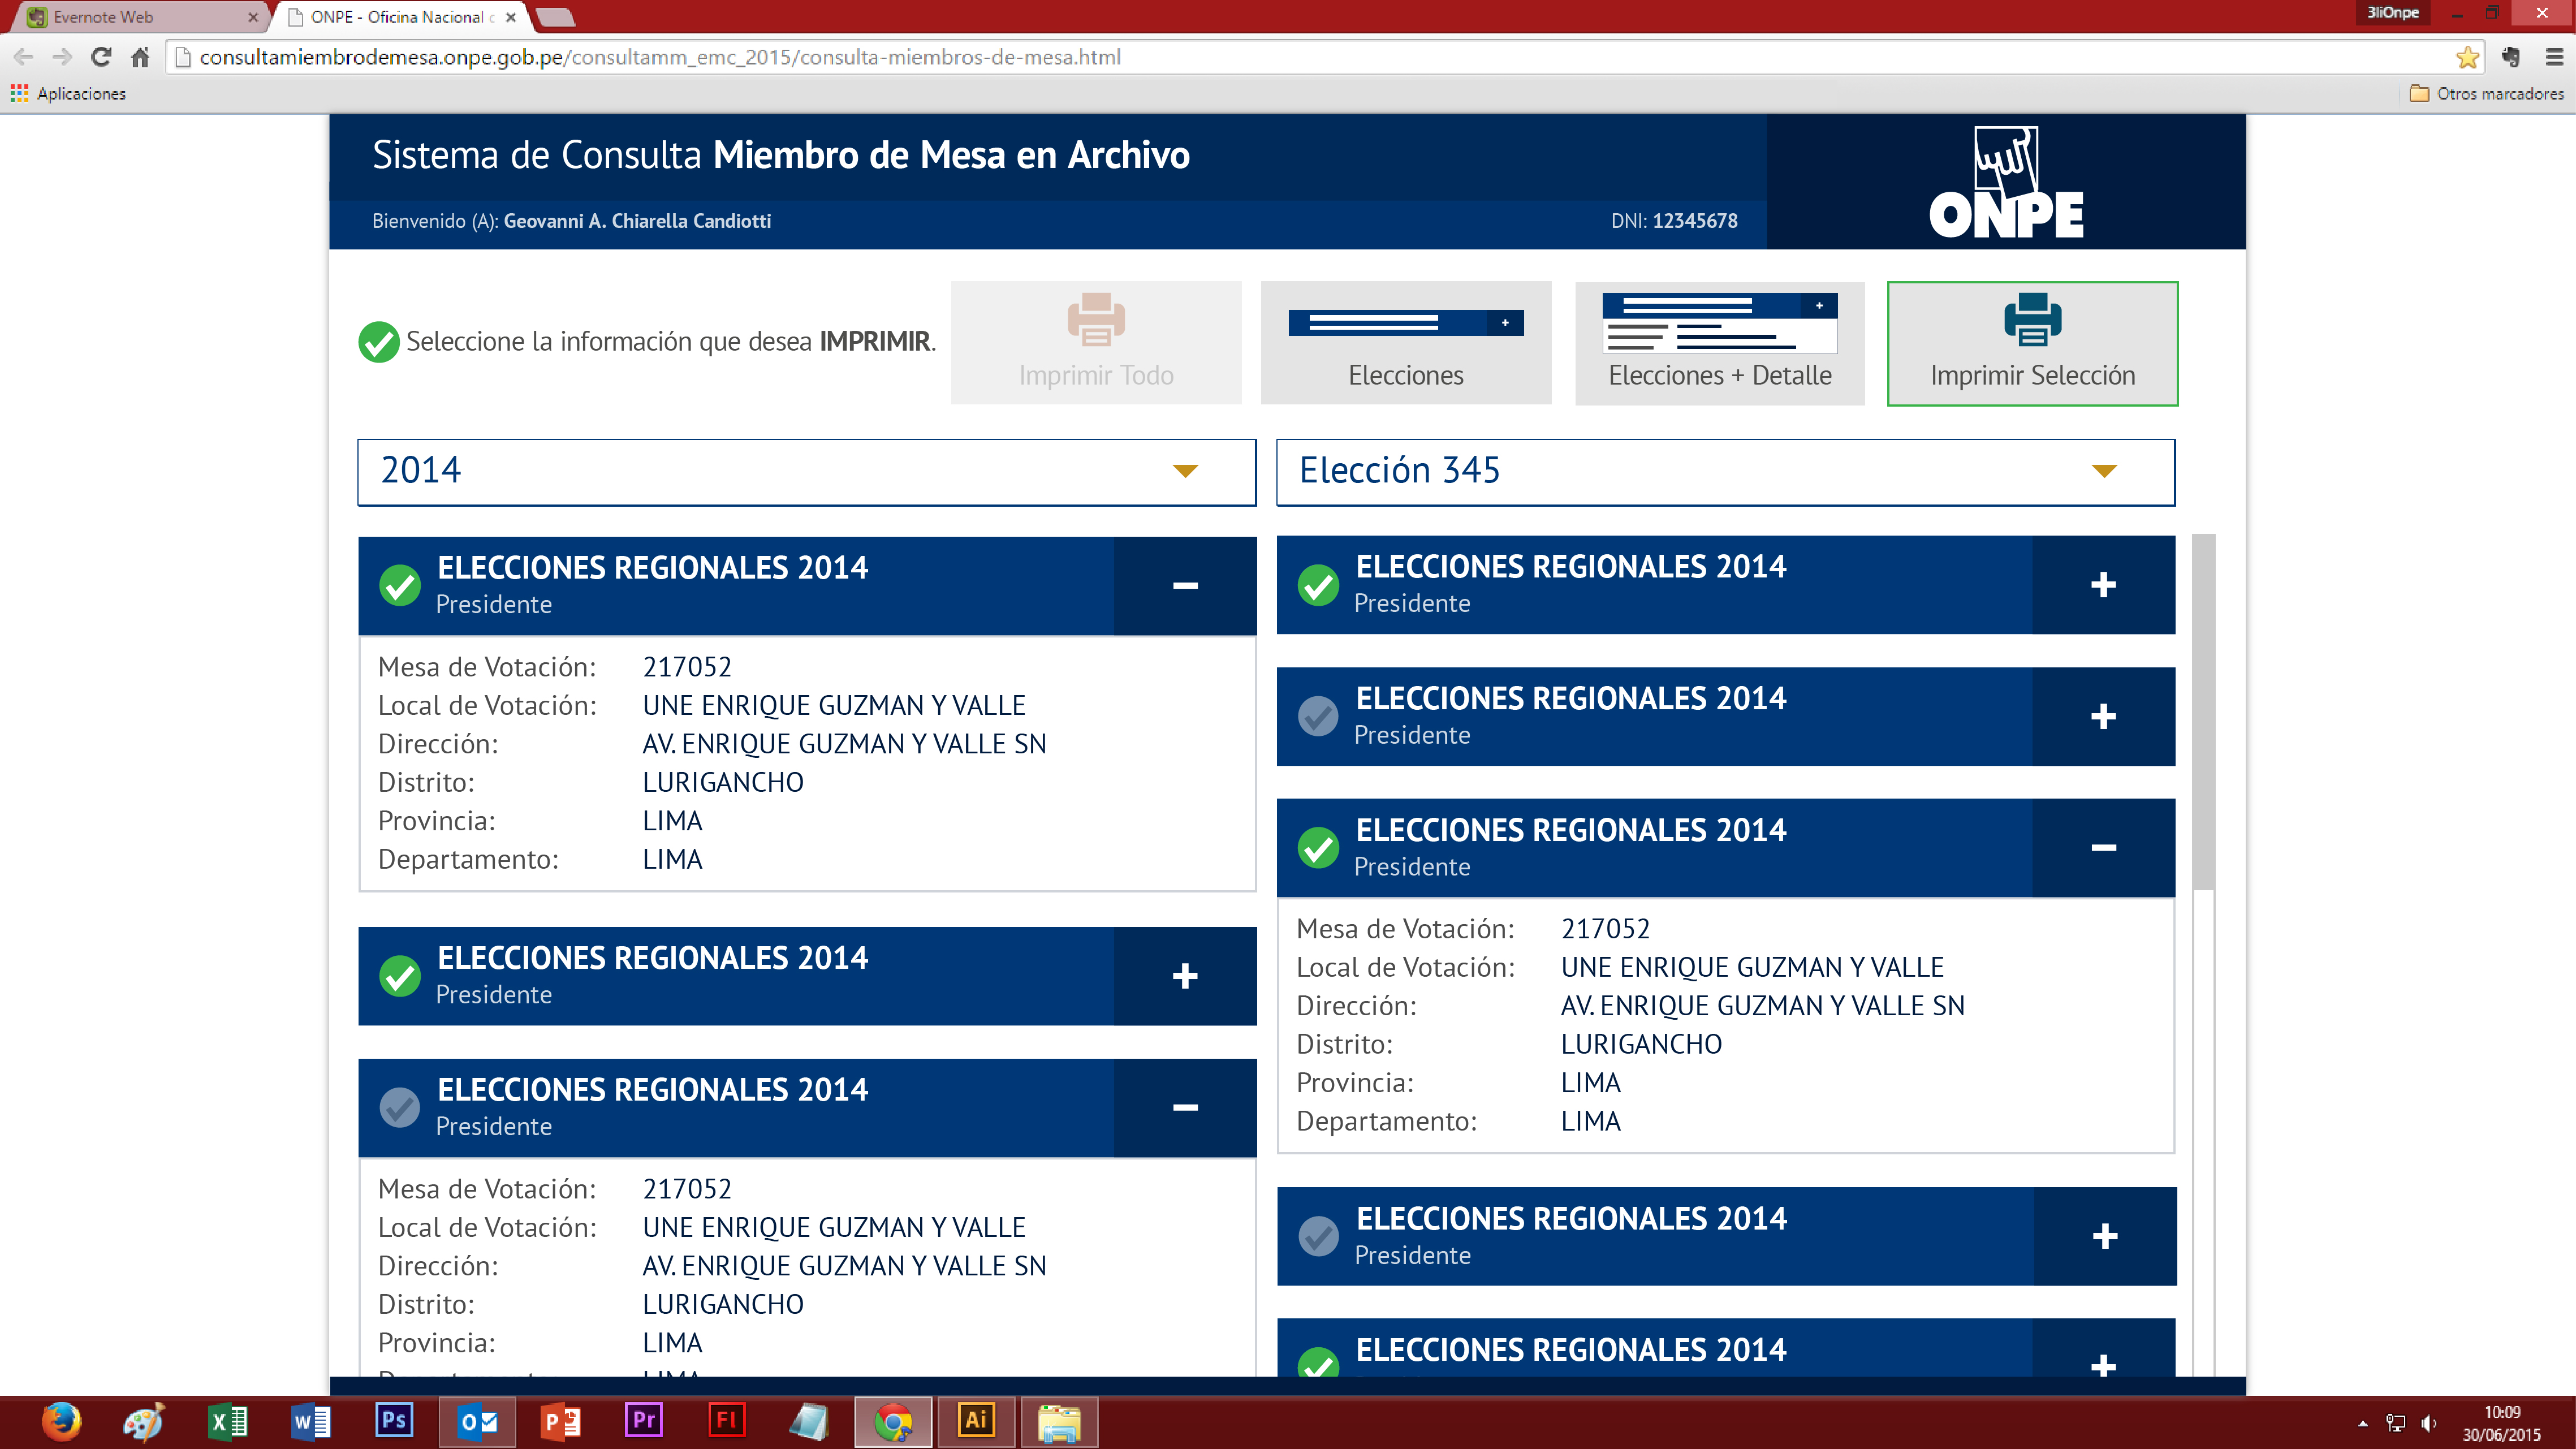 Evernote Web
ONPE - Oficina Nacional
3liOnpe
consultamiembrodemesa.onpe.gob.pe/consultamm_emc_2015/consulta-miembros-de-mesa.html
Aplicaciones
Otros marcadores
Sistema de Consulta Miembro de Mesa en Archivo
ONPE
Bienvenido (A): Geovanni A. Chiarella Candiotti
DNI: 12345678
Seleccione la información que desea IMPRIMIR.
Imprimir Todo
Elecciones
Elecciones + Detalle
Imprimir Selección
2014
Elección 345
ELECCIONES REGIONALES 2014
Presidente
Mesa de Votación: 217052
Local de Votación: UNE ENRIQUE GUZMAN Y VALLE
Dirección: AV. ENRIQUE GUZMAN Y VALLE SN
Distrito: LURIGANCHO
Provincia: LIMA
Departamento: LIMA
ELECCIONES REGIONALES 2014
Presidente
ELECCIONES REGIONALES 2014
Presidente
Mesa de Votación: 217052
Local de Votación: UNE ENRIQUE GUZMAN Y VALLE
Dirección: AV. ENRIQUE GUZMAN Y VALLE SN
Distrito: LURIGANCHO
Provincia: LIMA
ELECCIONES REGIONALES 2014
Presidente
ELECCIONES REGIONALES 2014
Presidente
ELECCIONES REGIONALES 2014
Presidente
Mesa de Votación: 217052
Local de Votación: UNE ENRIQUE GUZMAN Y VALLE
Dirección: AV. ENRIQUE GUZMAN Y VALLE SN
Distrito: LURIGANCHO
Provincia: LIMA
Departamento: LIMA
ELECCIONES REGIONALES 2014
Presidente
ELECCIONES REGIONALES 2014
Ps
Pr
Fl
Ai
10:09
30/06/2015